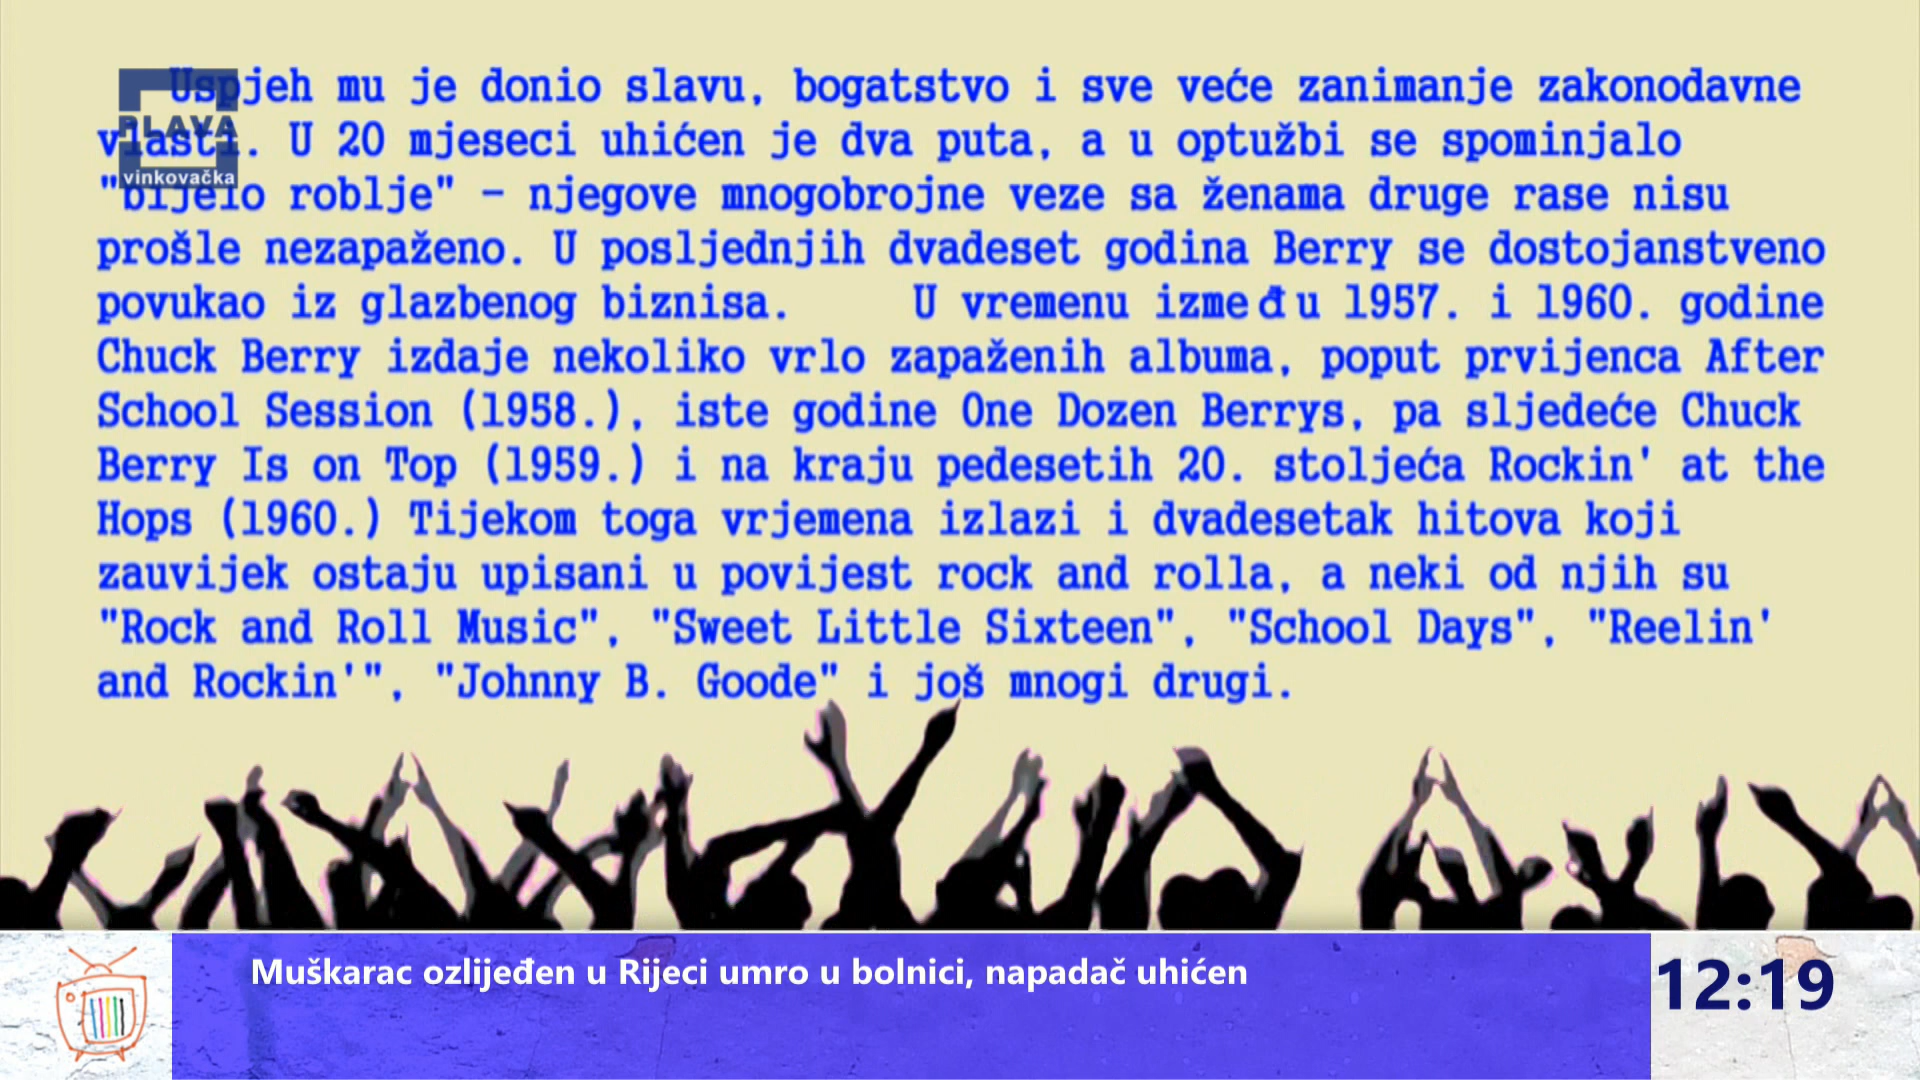 Uspjeh mu je donio slavu, bogatstvo i sve veće zanimanje zakonodavne
vlasti. U 20 mjeseci uhićen je dva puta, a u optužbi se spominjalo
"bijelo roblje" - njegove mnogobrojne veze sa ženama druge rase nisu
prošle nezapaženo. U posljednjih dvadeset godina Berry se dostojanstveno
povukao iz glazbenog biznisa. U vremenu između 1957. i 1960. godine
Chuck Berry izdaje nekoliko vrlo zapaženih albuma, poput prvijenca After
School Session (1958.), iste godine One Dozen Berrys, pa sljedeće Chuck
Berry Is on Top (1959.) i na kraju pedesetih 20. stoljeća Rockin' at the
Hops (1960.) Tijekom toga vrjemena izlazi i dvadesetak hitova koji
zauvijek ostaju upisani u povijest rock and rolla, a neki od njih su
"Rock and Roll Music", "Sweet Little Sixteen", "School Days", "Reelin'
and Rockin'", "Johnny B. Goode" i još mnogi drugi.
PLAVA
vinkovačka
Muškarac ozlijeđen u Rijeci umro u bolnici, napadač uhićen
12:19